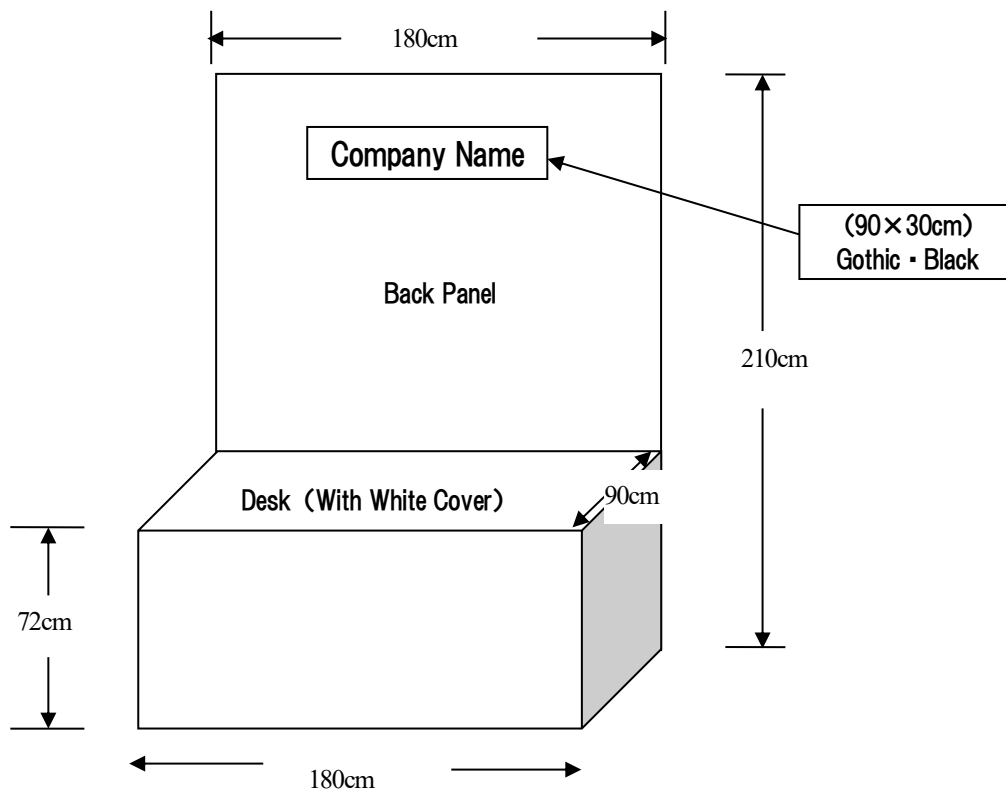 180cm
Company Name
(90×30cm)
Gothic・Black
Back Panel
210cm
Desk (With White Cover)
90cm
72cm
180cm